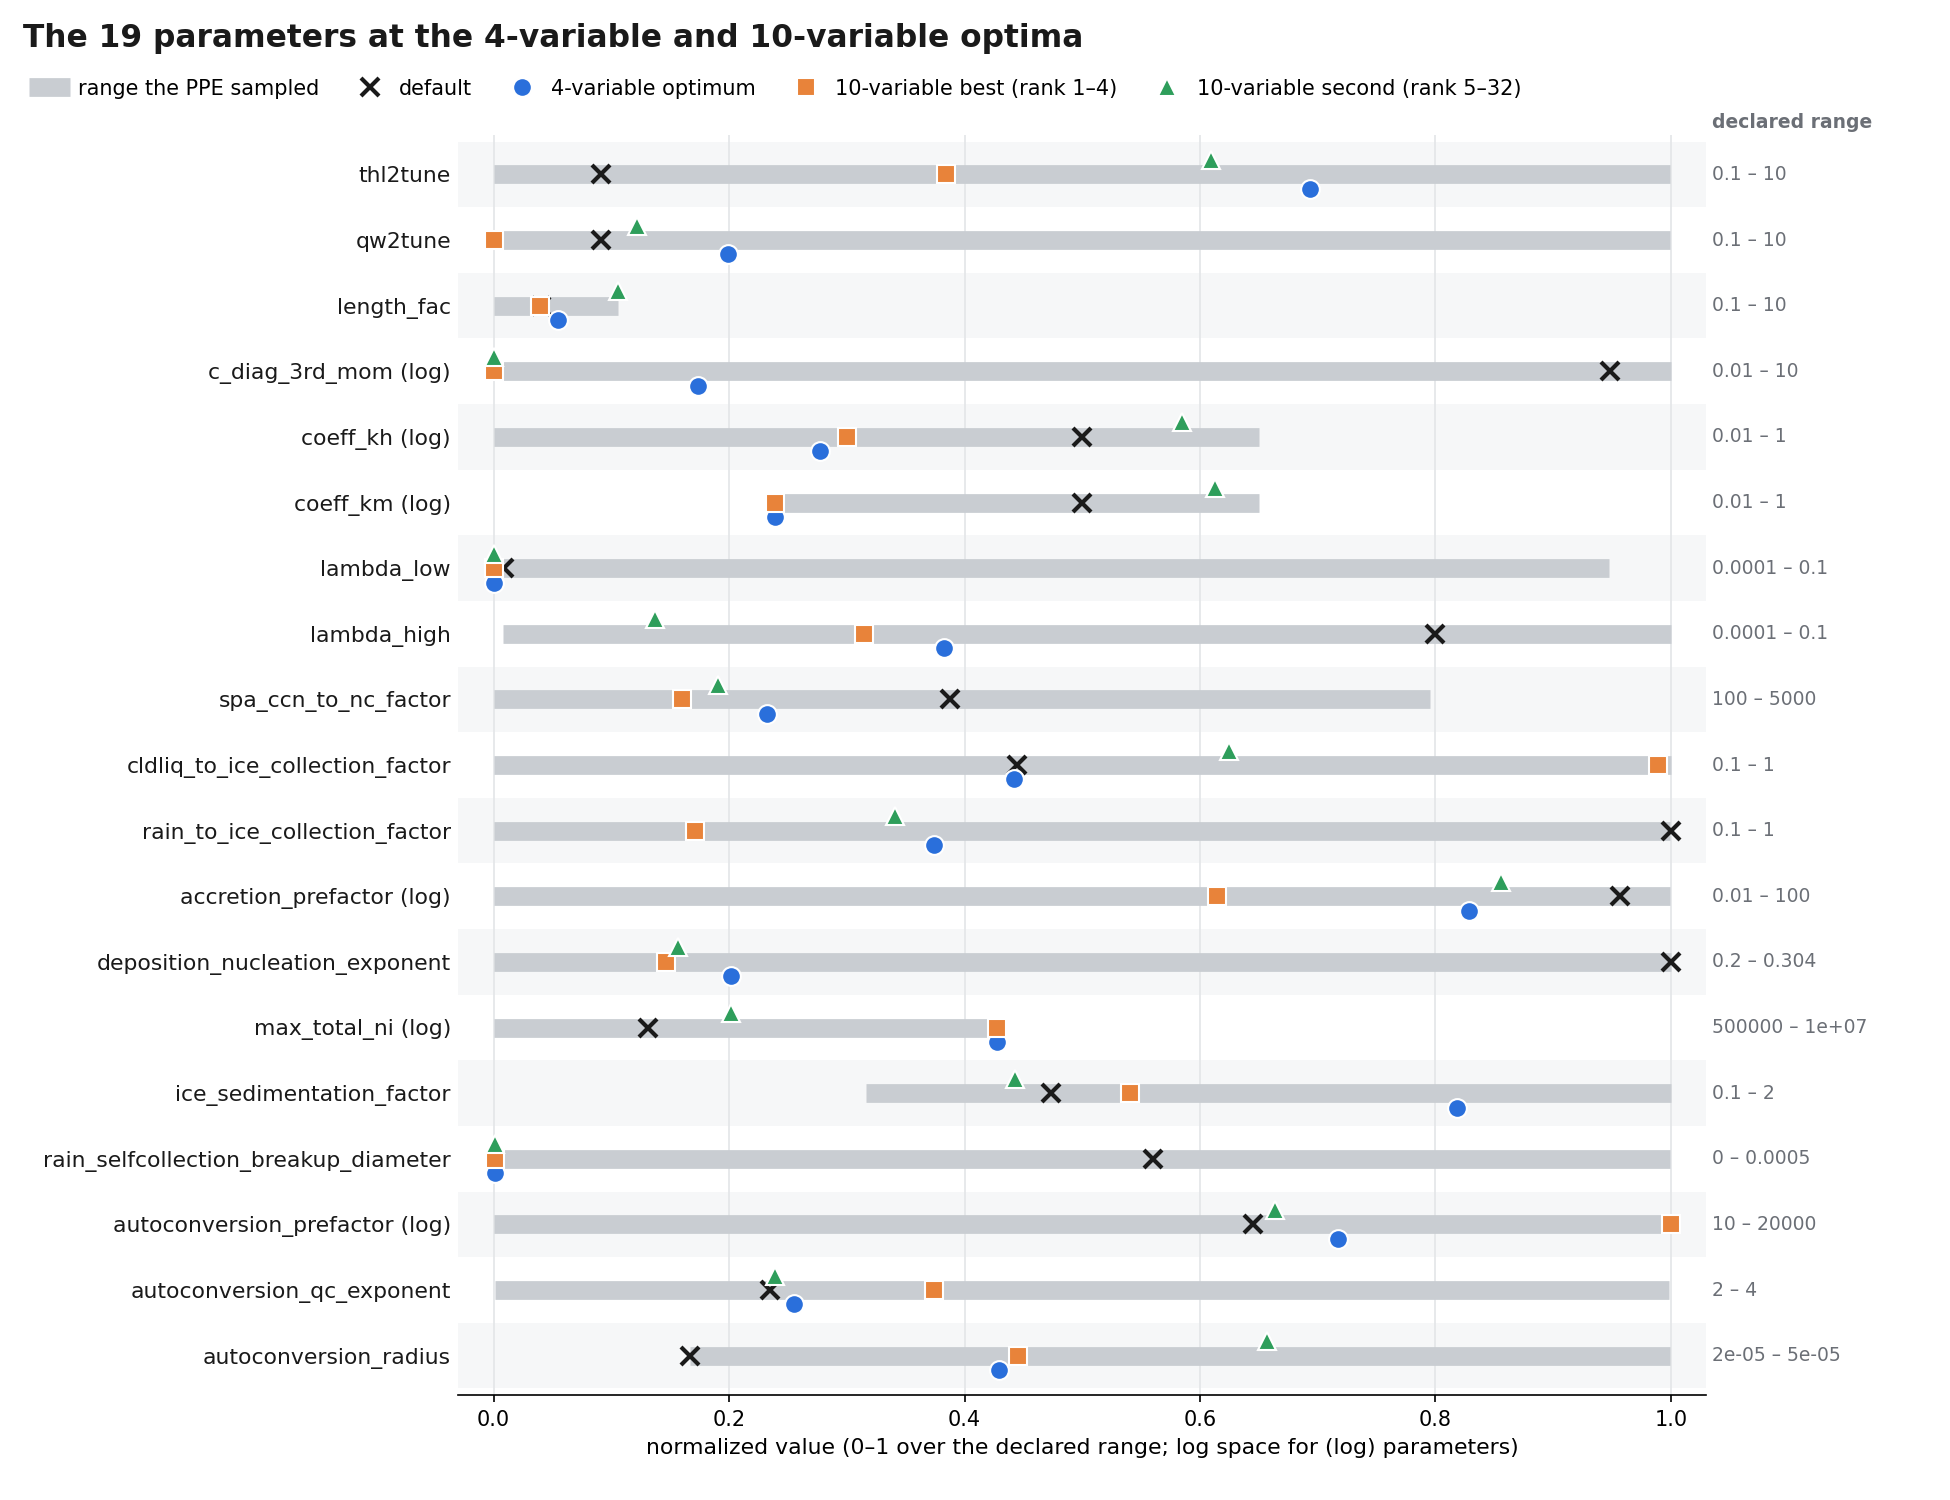 The 19 parameters at the 4-variable and 10-variable optima
range the PPE sampled default 4-variable optimum 10-variable best (rank 1–4) 10-variable second (rank 5–32)
declared range
thl2tune 0.1 – 10
qw2tune 0.1 – 10
length_fac 0.1 – 10
c_diag_3rd_mom (log) 0.01 – 10
coeff_kh (log) 0.01 – 1
coeff_km (log) 0.01 – 1
lambda_low 0.0001 – 0.1
lambda_high 0.0001 – 0.1
spa_ccn_to_nc_factor 100 – 5000
cldliq_to_ice_collection_factor 0.1 – 1
rain_to_ice_collection_factor 0.1 – 1
accretion_prefactor (log) 0.01 – 100
deposition_nucleation_exponent 0.2 – 0.304
max_total_ni (log) 500000 – 1e+07
ice_sedimentation_factor 0.1 – 2
rain_selfcollection_breakup_diameter 0 – 0.0005
autoconversion_prefactor (log) 10 – 20000
autoconversion_qc_exponent 2 – 4
autoconversion_radius 2e-05 – 5e-05
0.0 0.2 0.4 0.6 0.8 1.0
normalized value (0–1 over the declared range; log space for (log) parameters)